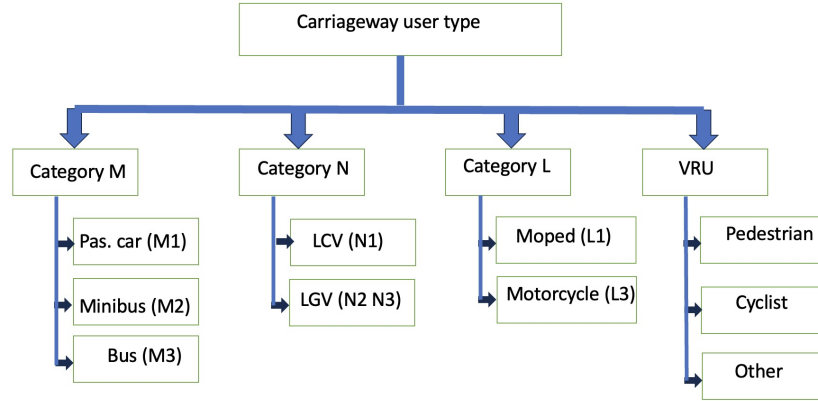 Carriageway user type
Category M
Category N
Category L
VRU
Pas. car (M1)
Minibus (M2)
Bus (M3)
LCV (N1)
LGV (N2 N3)
Moped (L1)
Motorcycle (L3)
Pedestrian
Cyclist
Other